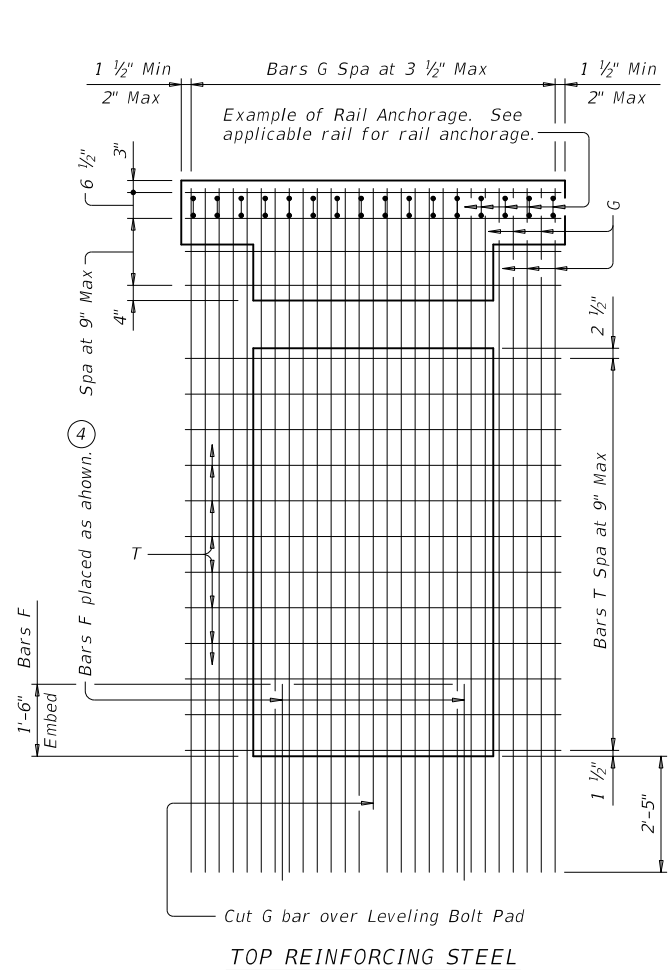 1 ½" Min
2" Max
Bars G Spa at 3 ½" Max
1 ½" Min
2" Max
Example of Rail Anchorage. See
applicable rail for rail anchorage.
3"
6 ½"
G
Spa at 9" Max
4"
2 ½"
4
Bars F placed as ahown.
T
Bars T Spa at 9" Max
Bars F
1'-6"
Embed
1 ½"
2'-5"
Cut G bar over Leveling Bolt Pad
TOP REINFORCING STEEL